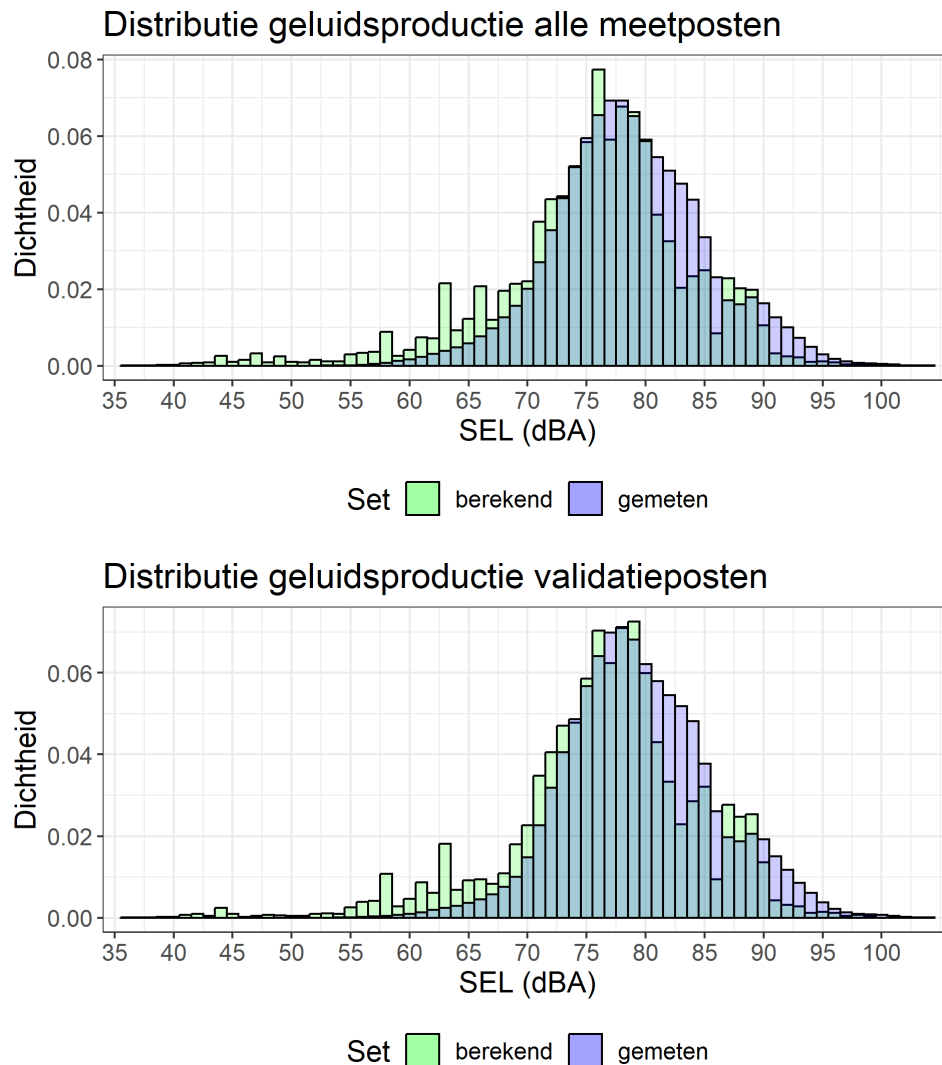 Distributie geluidsproductie alle meetposten
0.08
0.06
0.04
0.02
0.00
Dichtheid
35 40 45 50 55 60 65 70 75 80 85 90 95 100
SEL (dBA)
Set berekend gemeten
Distributie geluidsproductie validatieposten
0.06
0.04
0.02
0.00
Dichtheid
35 40 45 50 55 60 65 70 75 80 85 90 95 100
SEL (dBA)
Set berekend gemeten